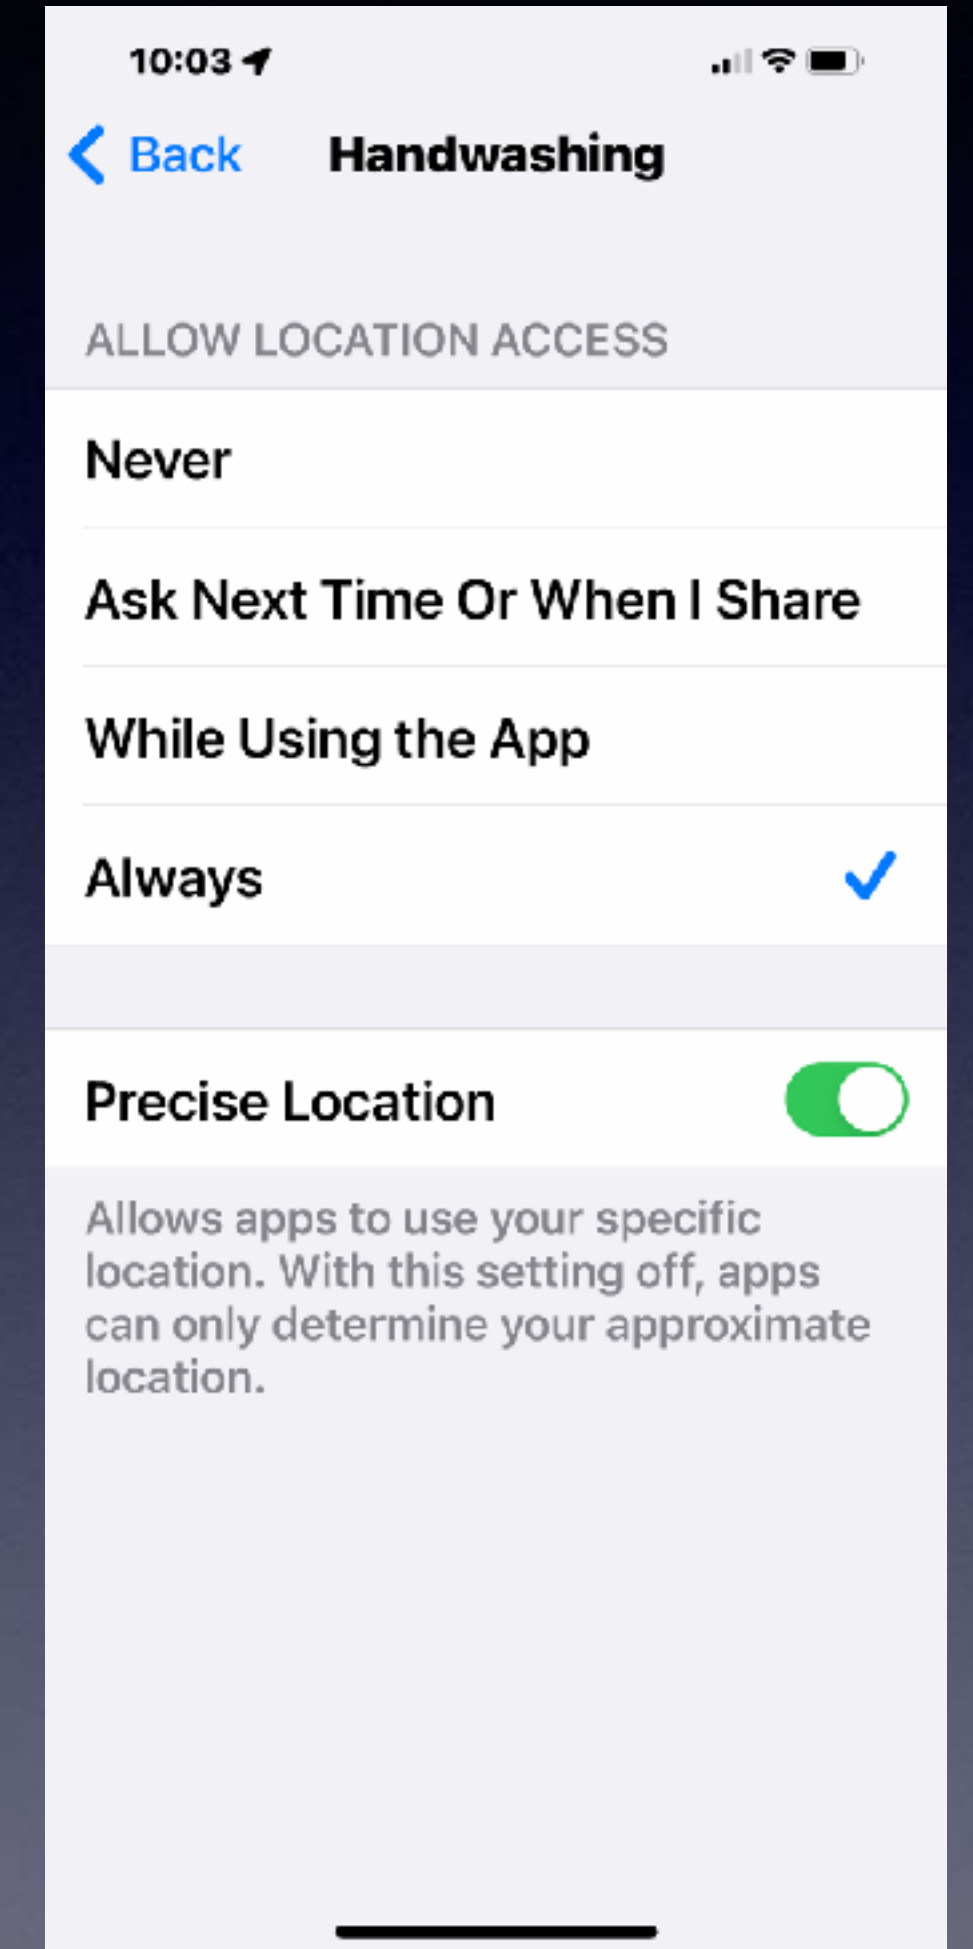 10:03
Back Handwashing
ALLOW LOCATION ACCESS
Never
Ask Next Time Or When I Share
While Using the App
Always
Precise Location
Allows apps to use your specific
location. With this setting off, apps
can only determine your approximate
location.